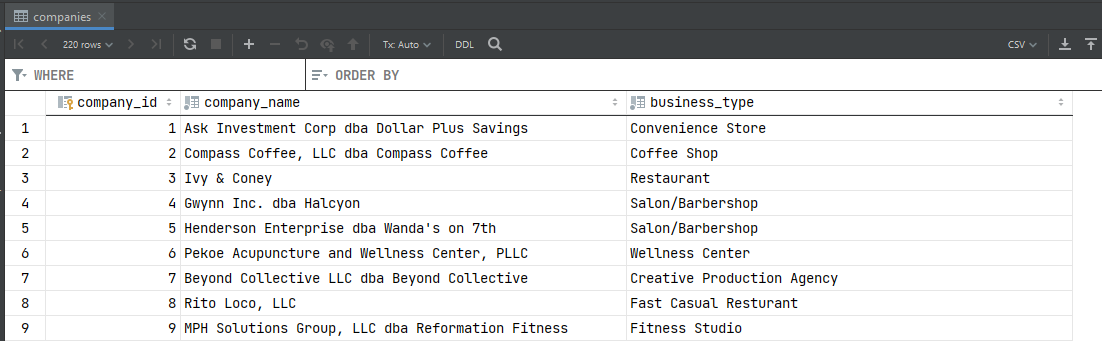 companies
220 rows Tx: Auto DDL CSV
WHERE ORDER BY
company_id company_name business_type
1 1 Ask Investment Corp dba Dollar Plus Savings Convenience Store
2 2 Compass Coffee, LLC dba Compass Coffee Coffee Shop
3 3 Ivy & Coney Restaurant
4 4 Gwynn Inc. dba Halcyon Salon/Barbershop
5 5 Henderson Enterprise dba Wanda's on 7th Salon/Barbershop
6 6 Pekoe Acupuncture and Wellness Center, PLLC Wellness Center
7 7 Beyond Collective LLC dba Beyond Collective Creative Production Agency
8 8 Rito Loco, LLC Fast Casual Resturant
9 9 MPH Solutions Group, LLC dba Reformation Fitness Fitness Studio